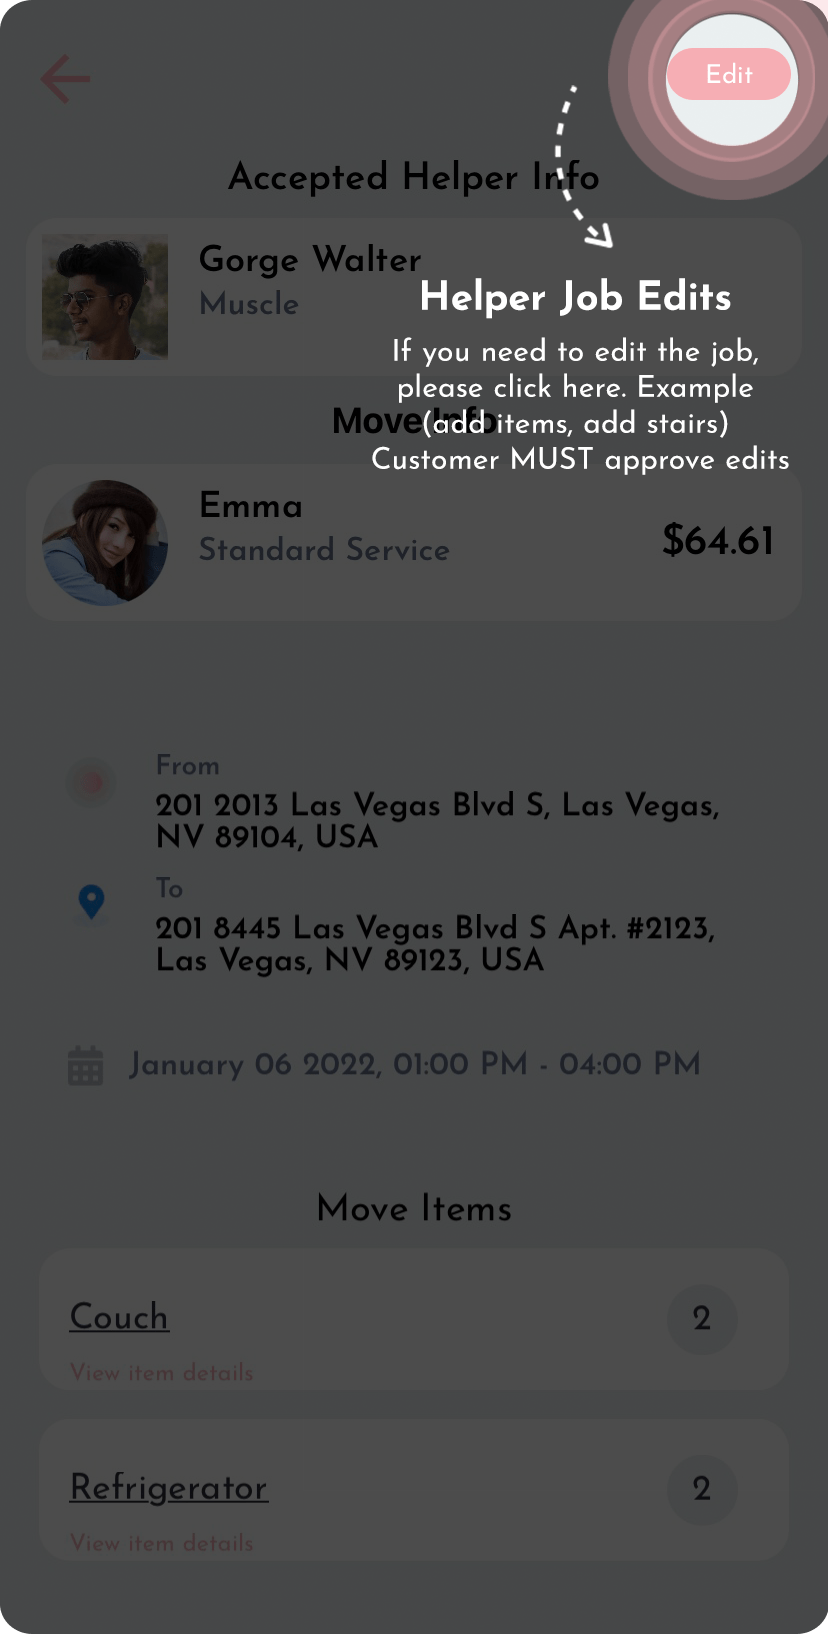 Edit
Accepted Helper Info
Gorge Walter
Muscle
Helper Job Edits
If you need to edit the job,
please click here. Example
(add items, add stairs)
Customer MUST approve edits
Move Info
Emma
Standard Service
$64.61
From
201 2013 Las Vegas Blvd S, Las Vegas,
NV 89104, USA
To
201 8445 Las Vegas Blvd S Apt. #2123,
Las Vegas, NV 89123, USA
January 06 2022, 01:00 PM - 04:00 PM
Move Items
Couch
2
View item details
Refrigerator
2
View item details